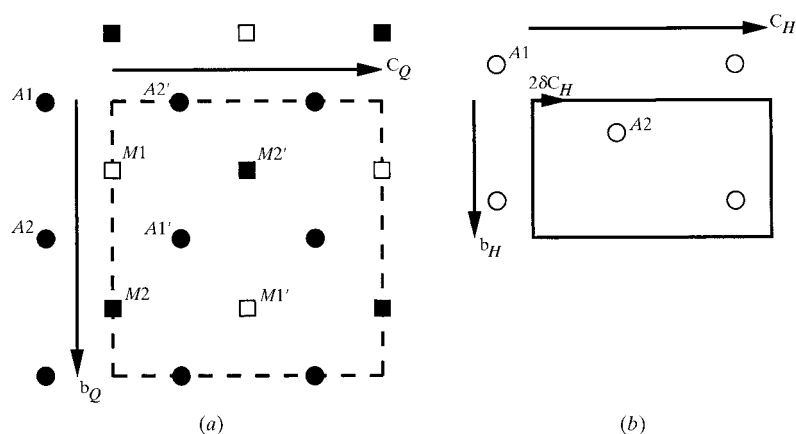 C_Q
A1
A2'
M1
M2'
A2
A1'
M2
M1'
b_Q
(a)
C_H
A1
2δC_H
A2
b_H
(b)